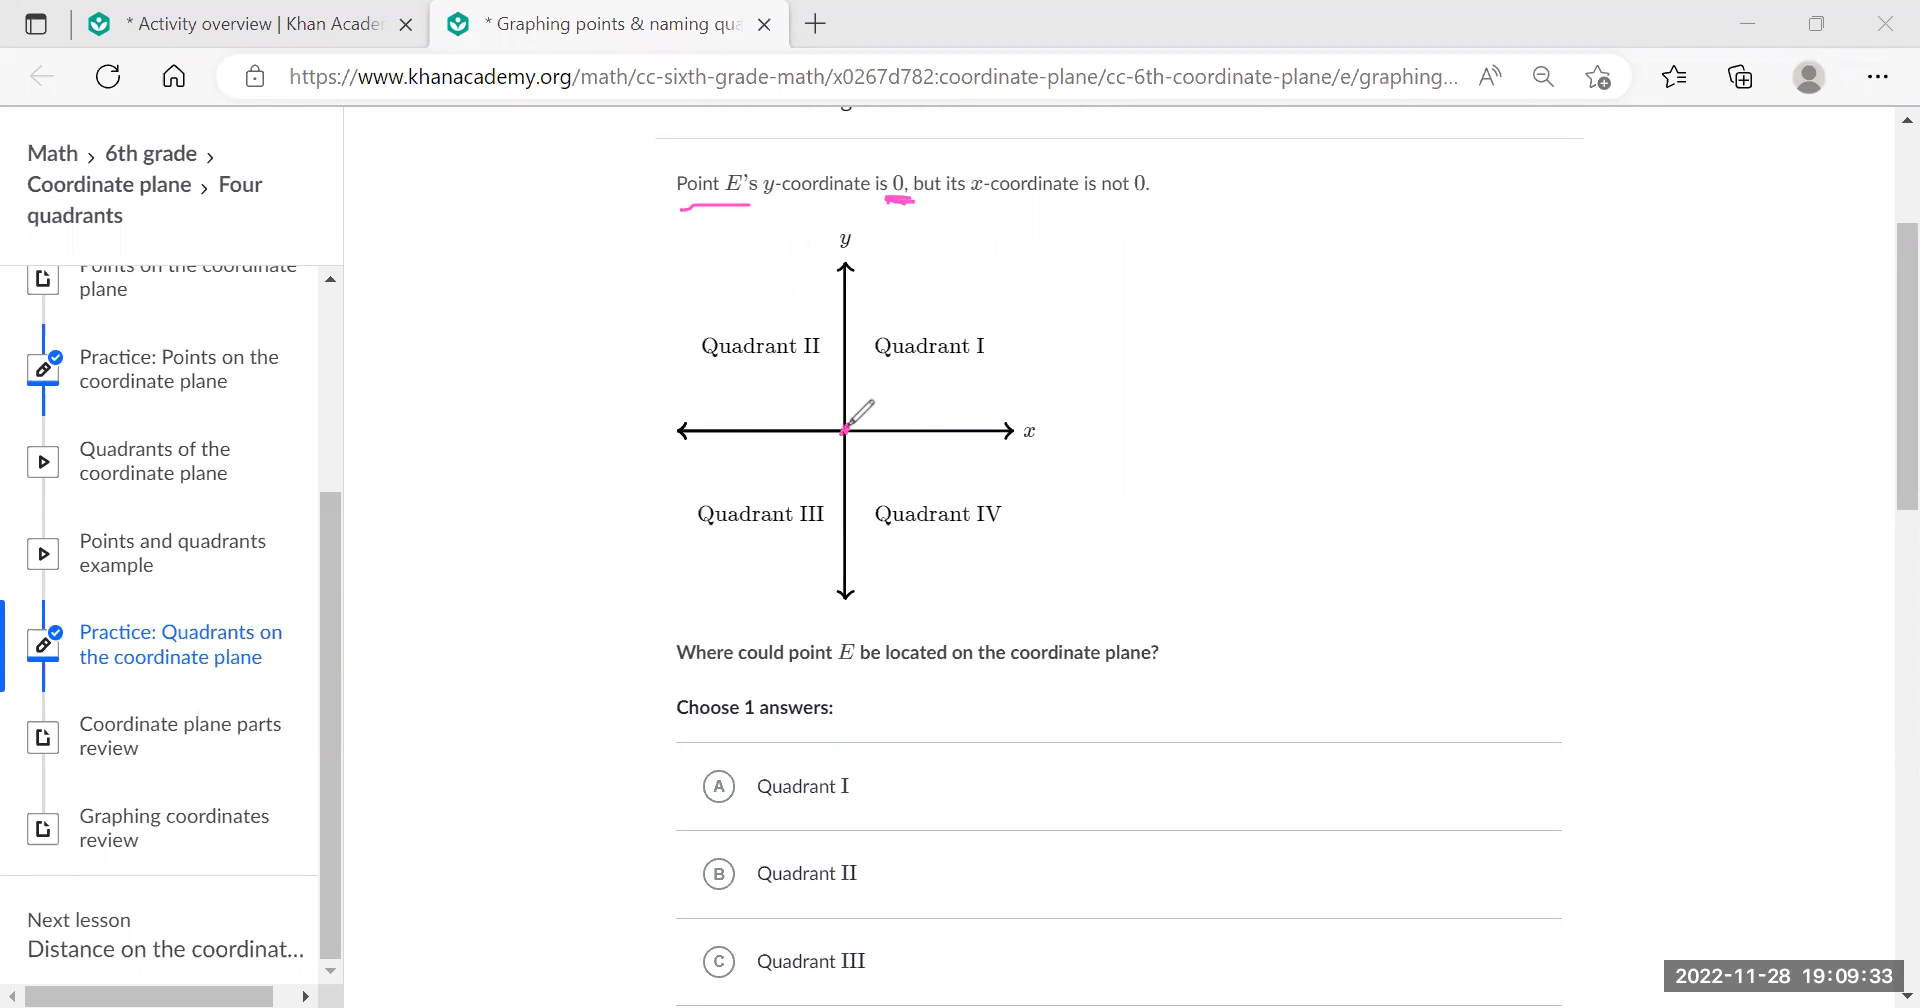 * Activity overview | Khan Acade
* Graphing points & naming qua
https://www.khanacademy.org/math/cc-sixth-grade-math/x0267d782:coordinate-plane/cc-6th-coordinate-plane/e/graphing...
Math > 6th grade >
Coordinate plane > Four
quadrants
Points on the coordinate
plane
Practice: Points on the
coordinate plane
Quadrants of the
coordinate plane
Points and quadrants
example
Practice: Quadrants on
the coordinate plane
Coordinate plane parts
review
Graphing coordinates
review
Next lesson
Distance on the coordinat...
Point E's y-coordinate is 0, but its x-coordinate is not 0.
y
Quadrant II Quadrant I
x
Quadrant III Quadrant IV
Where could point E be located on the coordinate plane?
Choose 1 answers:
A Quadrant I
B Quadrant II
C Quadrant III
2022-11-28 19:09:33